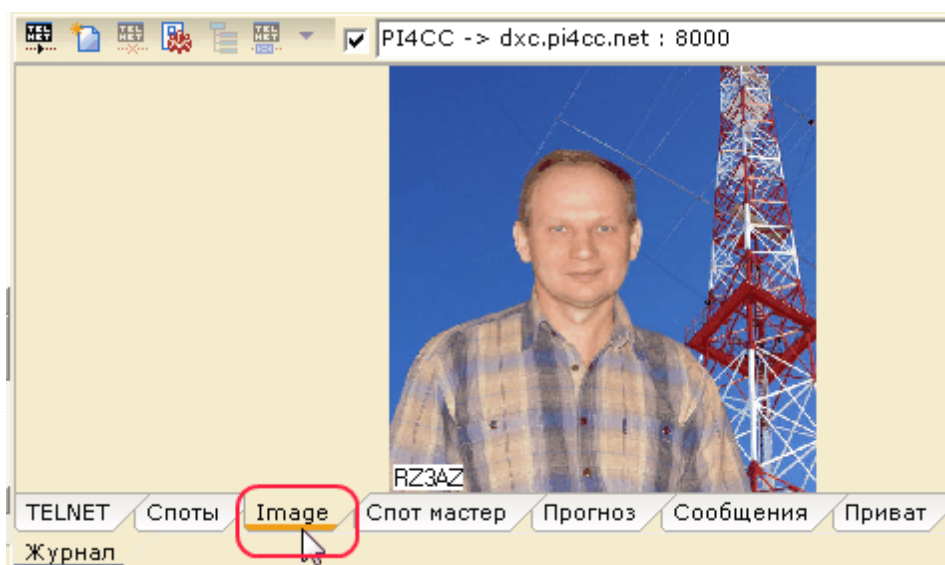 PI4CC -> dxc.pi4cc.net : 8000
RZ3AZ
TELNET Споты Image Спот мастер Прогноз Сообщения Приват
Журнал